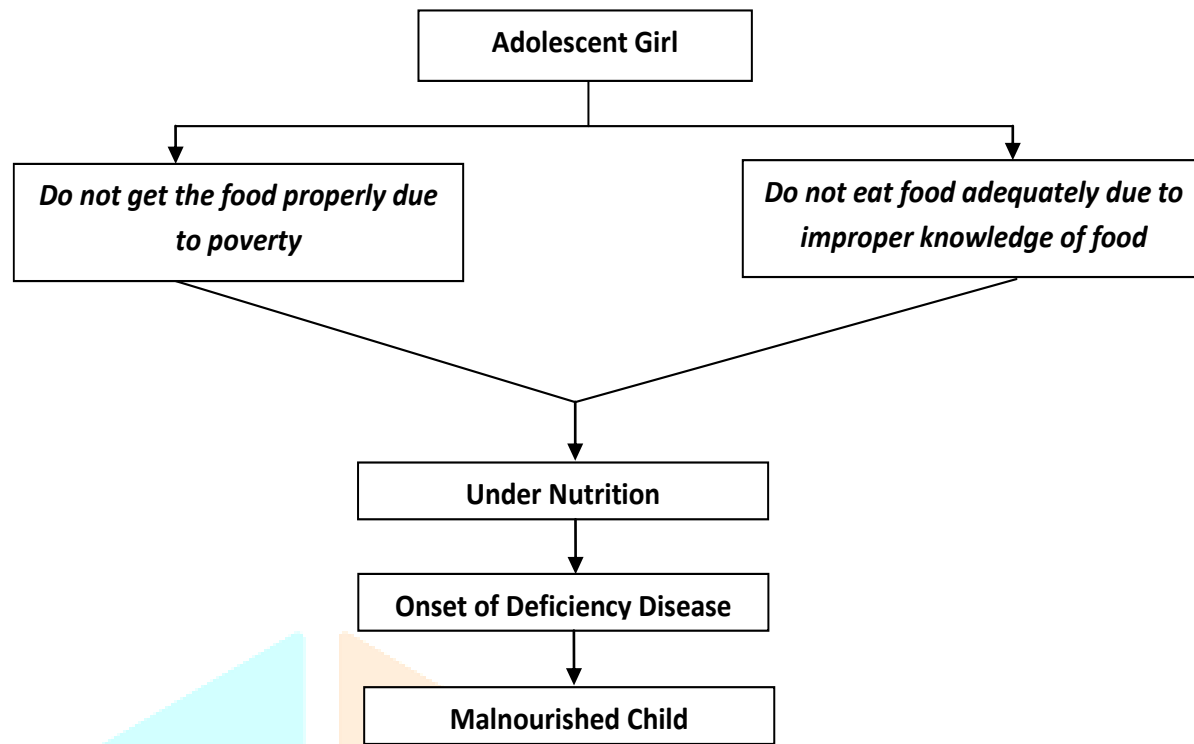 Adolescent Girl
Do not get the food properly due
to poverty
Do not eat food adequately due to
improper knowledge of food
Under Nutrition
Onset of Deficiency Disease
Malnourished Child